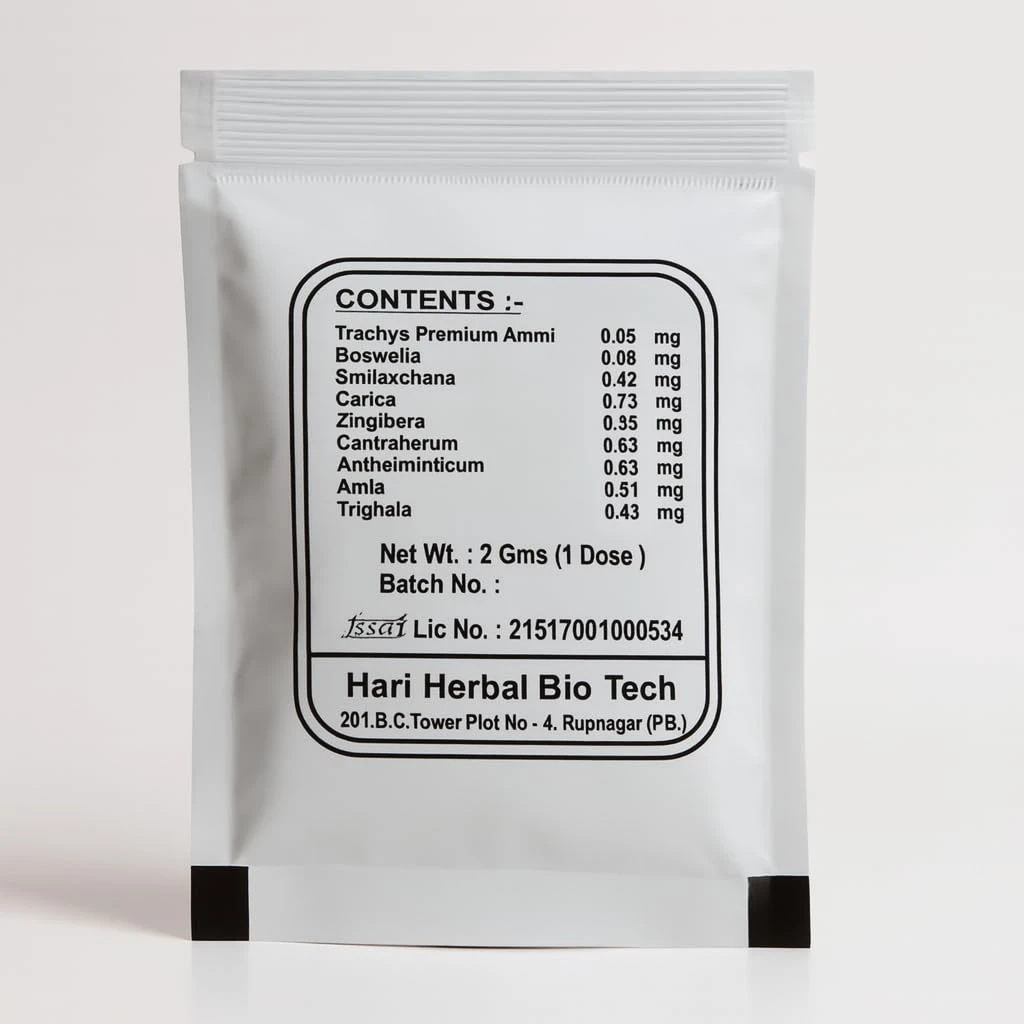 CONTENTS :-
Trachys Premium Ammi 0.05 mg
Boswelia 0.08 mg
Smilaxchana 0.42 mg
Carica 0.73 mg
Zingibera 0.95 mg
Cantraherum 0.63 mg
Antheiminticum 0.63 mg
Amla 0.51 mg
Trighala 0.43 mg
Net Wt. : 2 Gms (1 Dose )
Batch No. :
fssai Lic No. : 21517001000534
Hari Herbal Bio Tech
201.B.C.Tower Plot No - 4. Rupnagar (PB.)